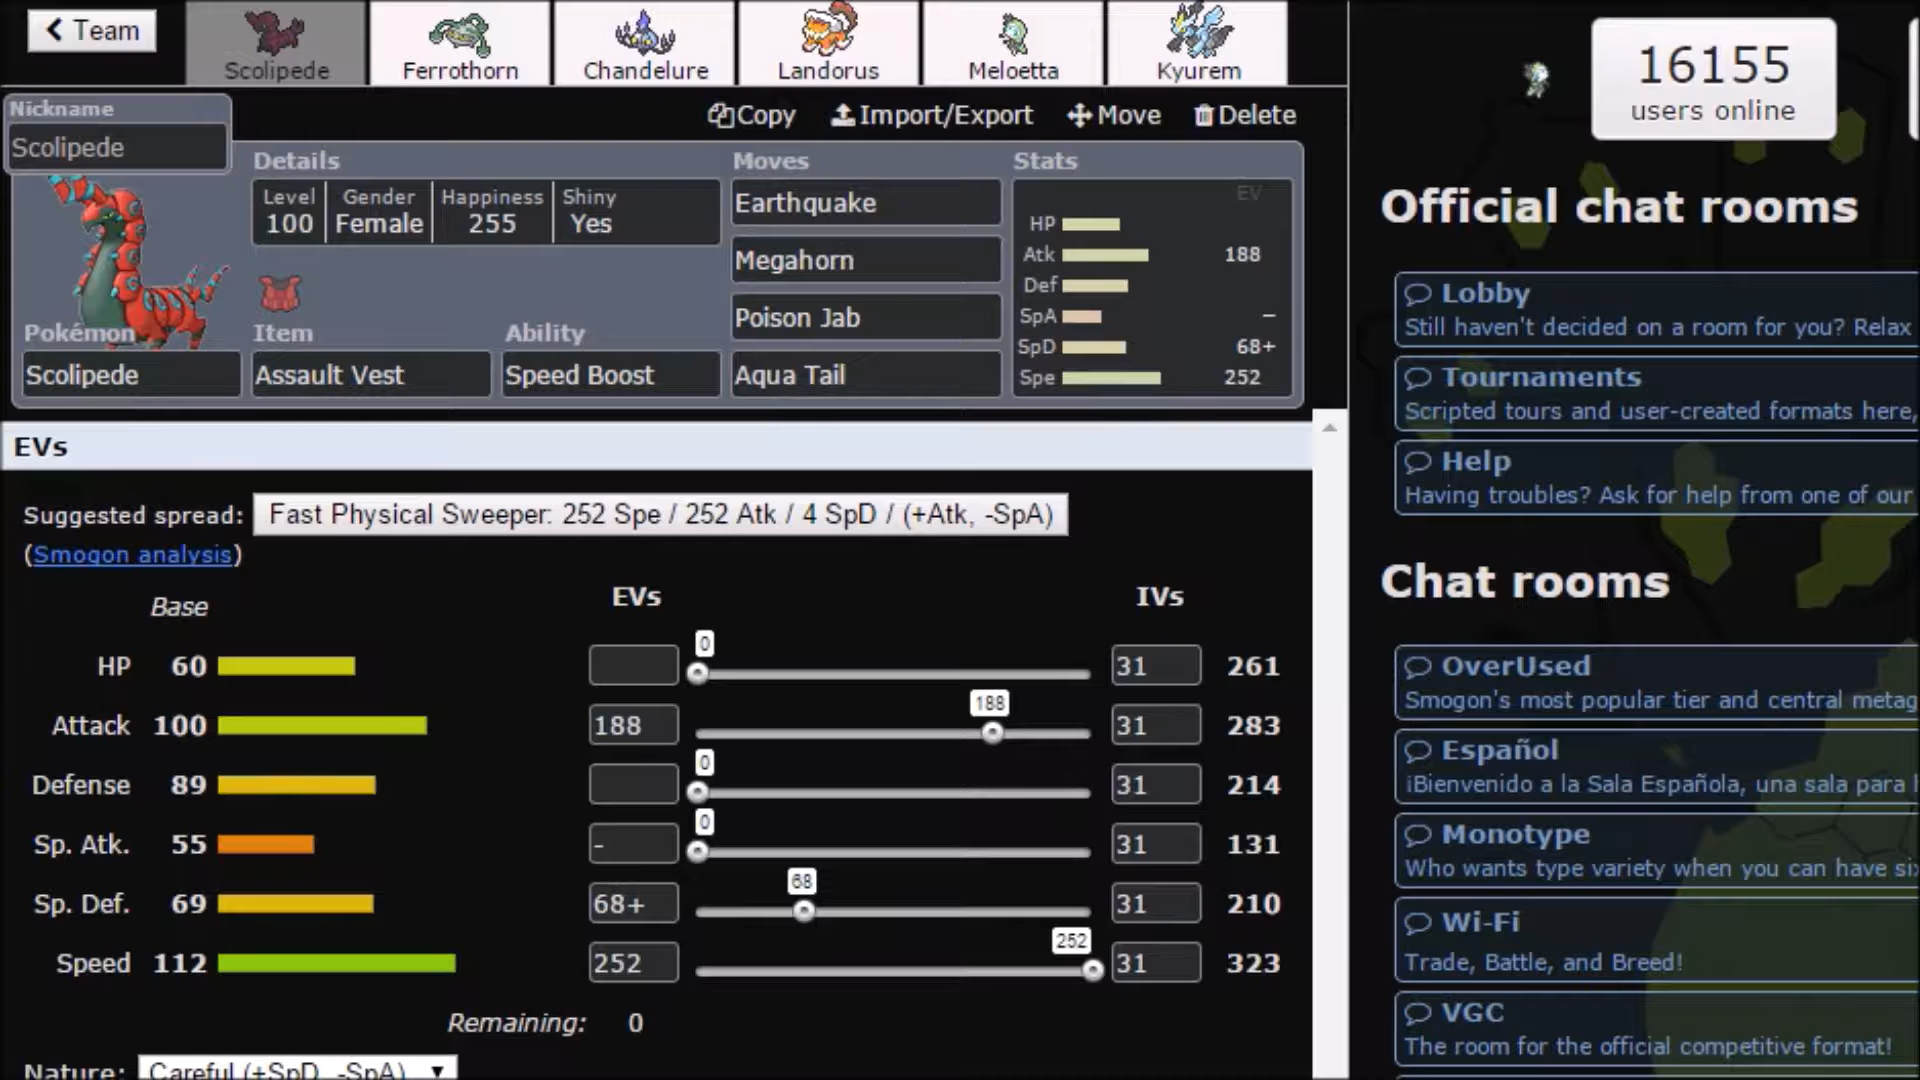 Team
Scolipede
Ferrothorn
Chandelure
Landorus
Meloetta
Kyurem
16155
users online
Nickname
Scolipede
Copy
Import/Export
Move
Delete
Details
Moves
Stats
Level
100
Gender
Female
Happiness
255
Shiny
Yes
Earthquake
Megahorn
Poison Jab
Aqua Tail
EV
HP
Atk 188
Def
SpA −
SpD 68+
Spe 252
Pokémon
Scolipede
Item
Assault Vest
Ability
Speed Boost
EVs
Suggested spread: Fast Physical Sweeper: 252 Spe / 252 Atk / 4 SpD / (+Atk, -SpA)
(Smogon analysis)
Base EVs IVs
HP 60 0 31 261
Attack 100 188 188 31 283
Defense 89 0 31 214
Sp. Atk. 55 - 0 31 131
Sp. Def. 69 68+ 68 31 210
Speed 112 252 252 31 323
Remaining: 0
Nature: Careful (+SpD, -SpA)
Official chat rooms
Lobby
Still haven't decided on a room for you? Relax
Tournaments
Scripted tours and user-created formats here,
Help
Having troubles? Ask for help from one of our
Chat rooms
OverUsed
Smogon's most popular tier and central metag
Español
¡Bienvenido a la Sala Española, una sala para
Monotype
Who wants type variety when you can have six
Wi-Fi
Trade, Battle, and Breed!
VGC
The room for the official competitive format!